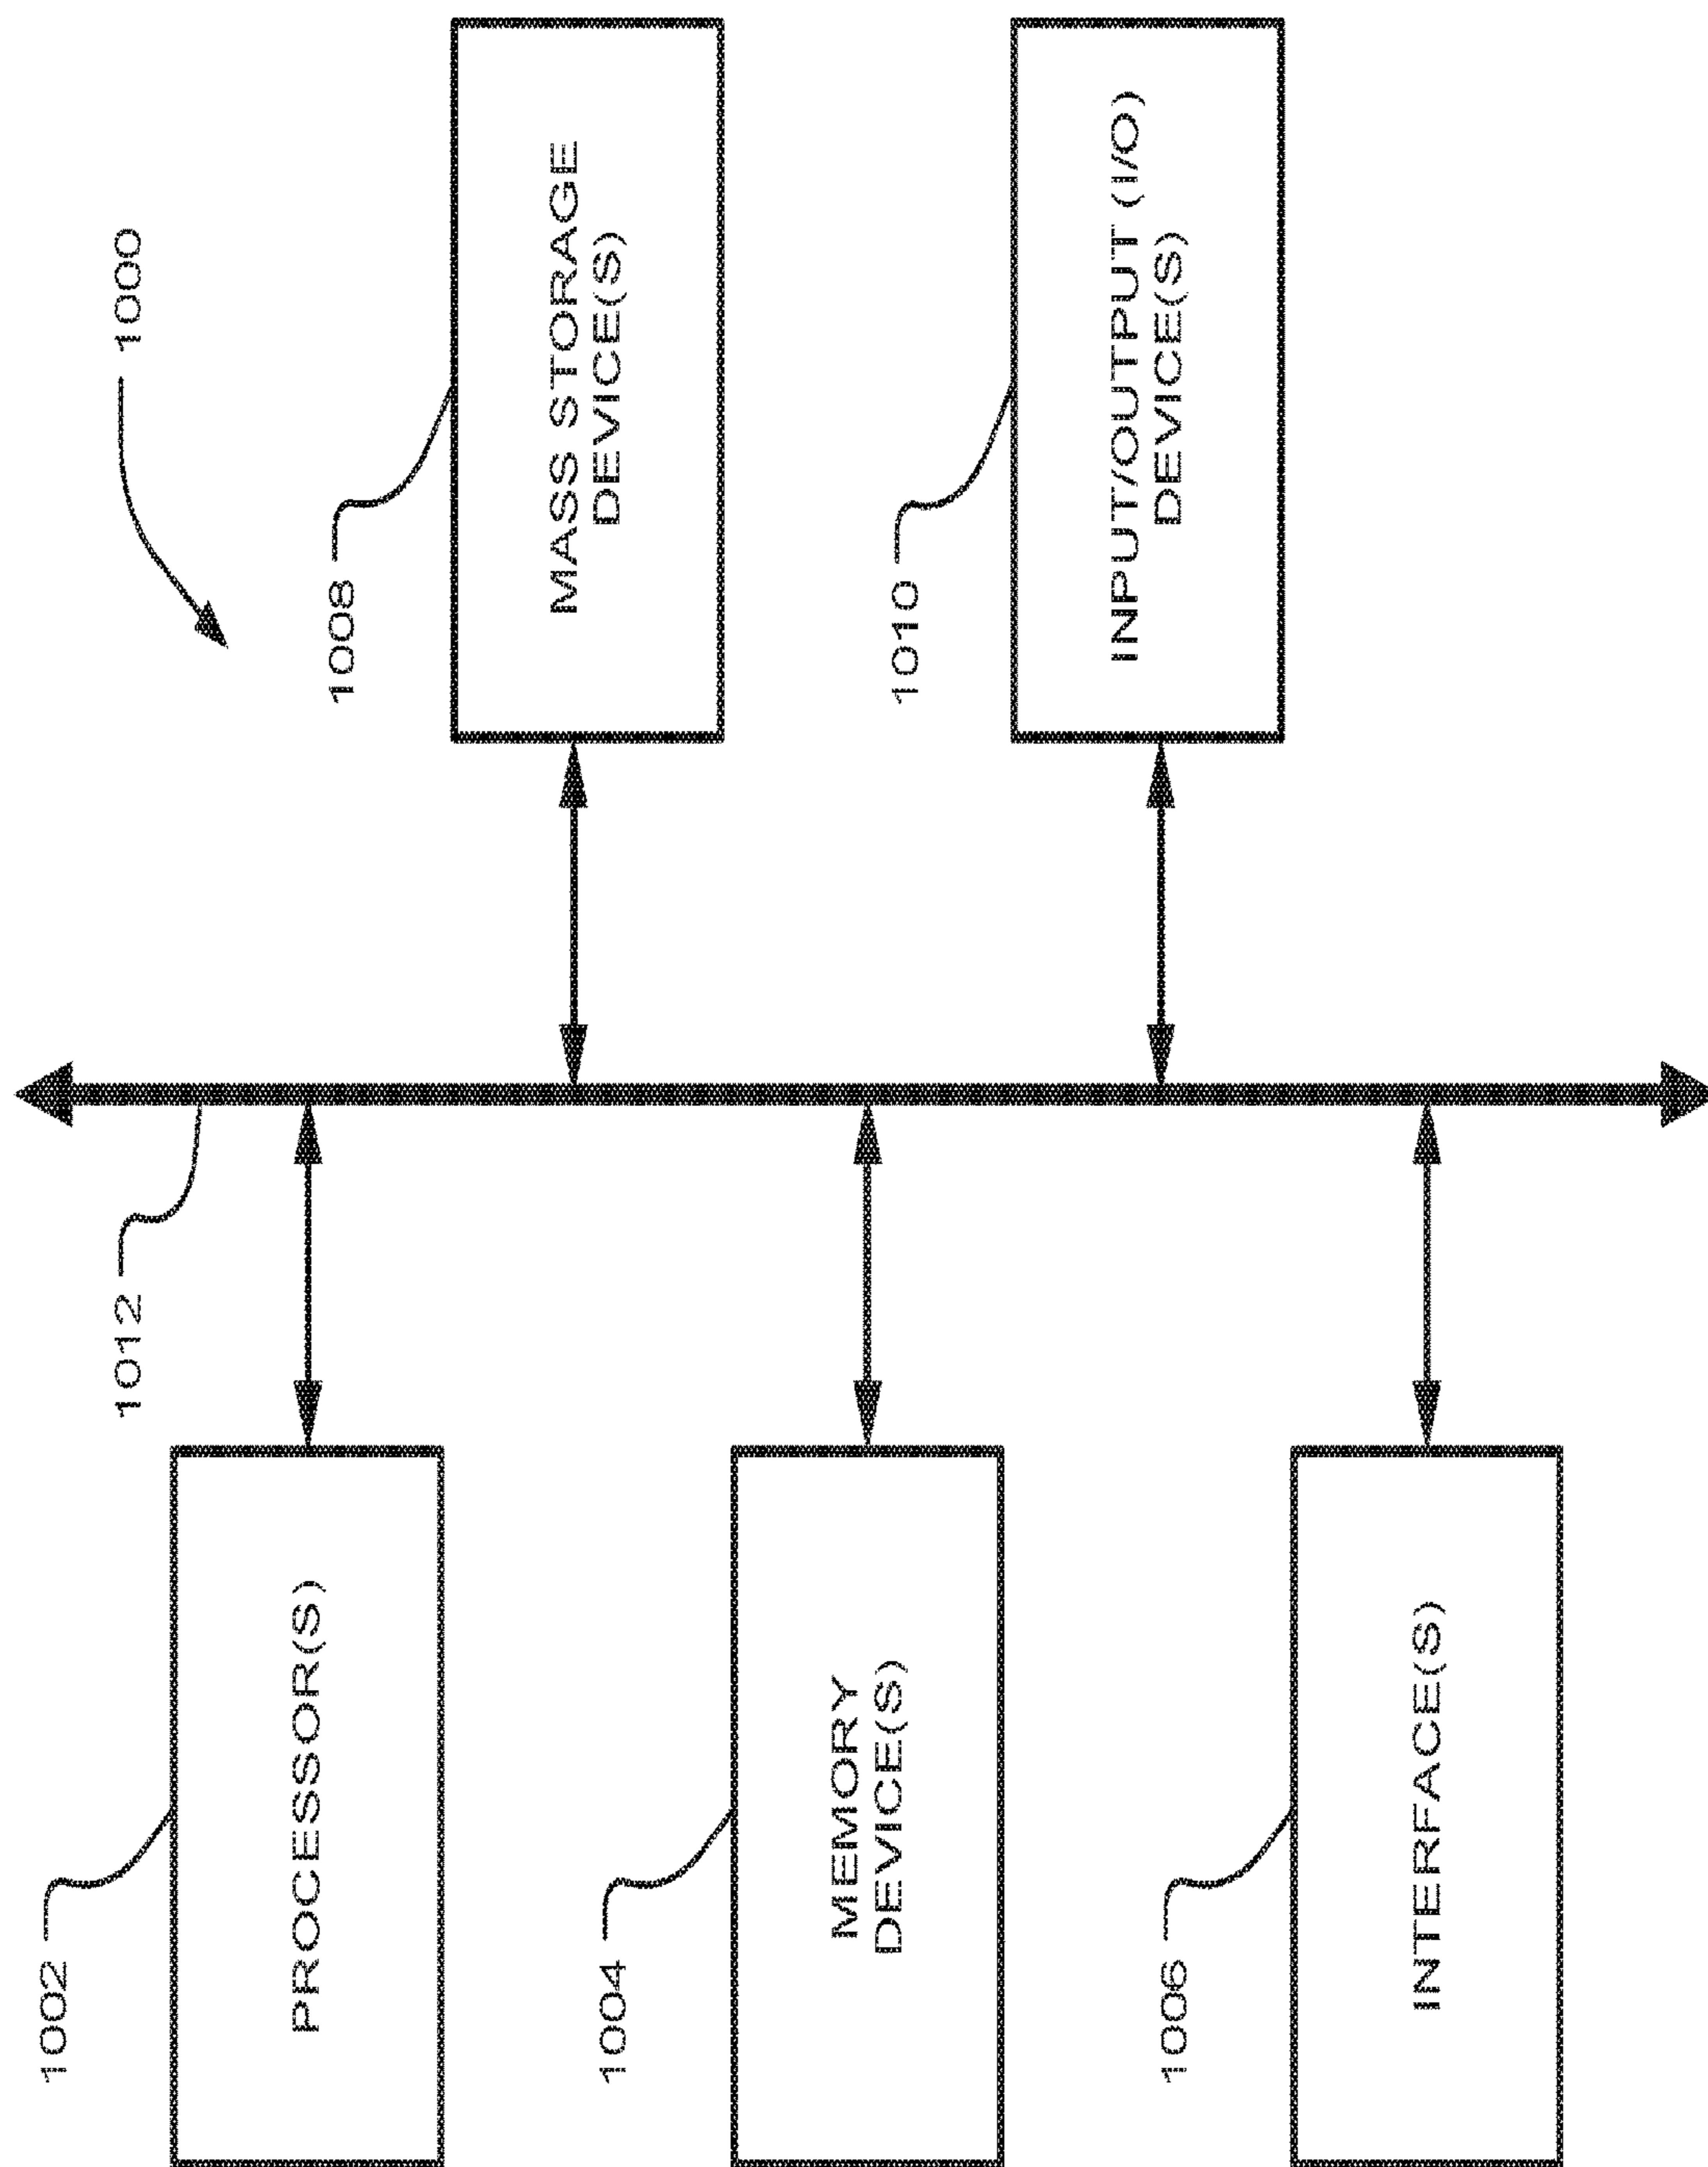 1000
1002
PROCESSOR(S)
1004
MEMORY
DEVICE(S)
1006
INTERFACE(S)
1012
1008
MASS STORAGE
DEVICE(S)
1010
INPUT/OUTPUT (I/O)
DEVICE(S)